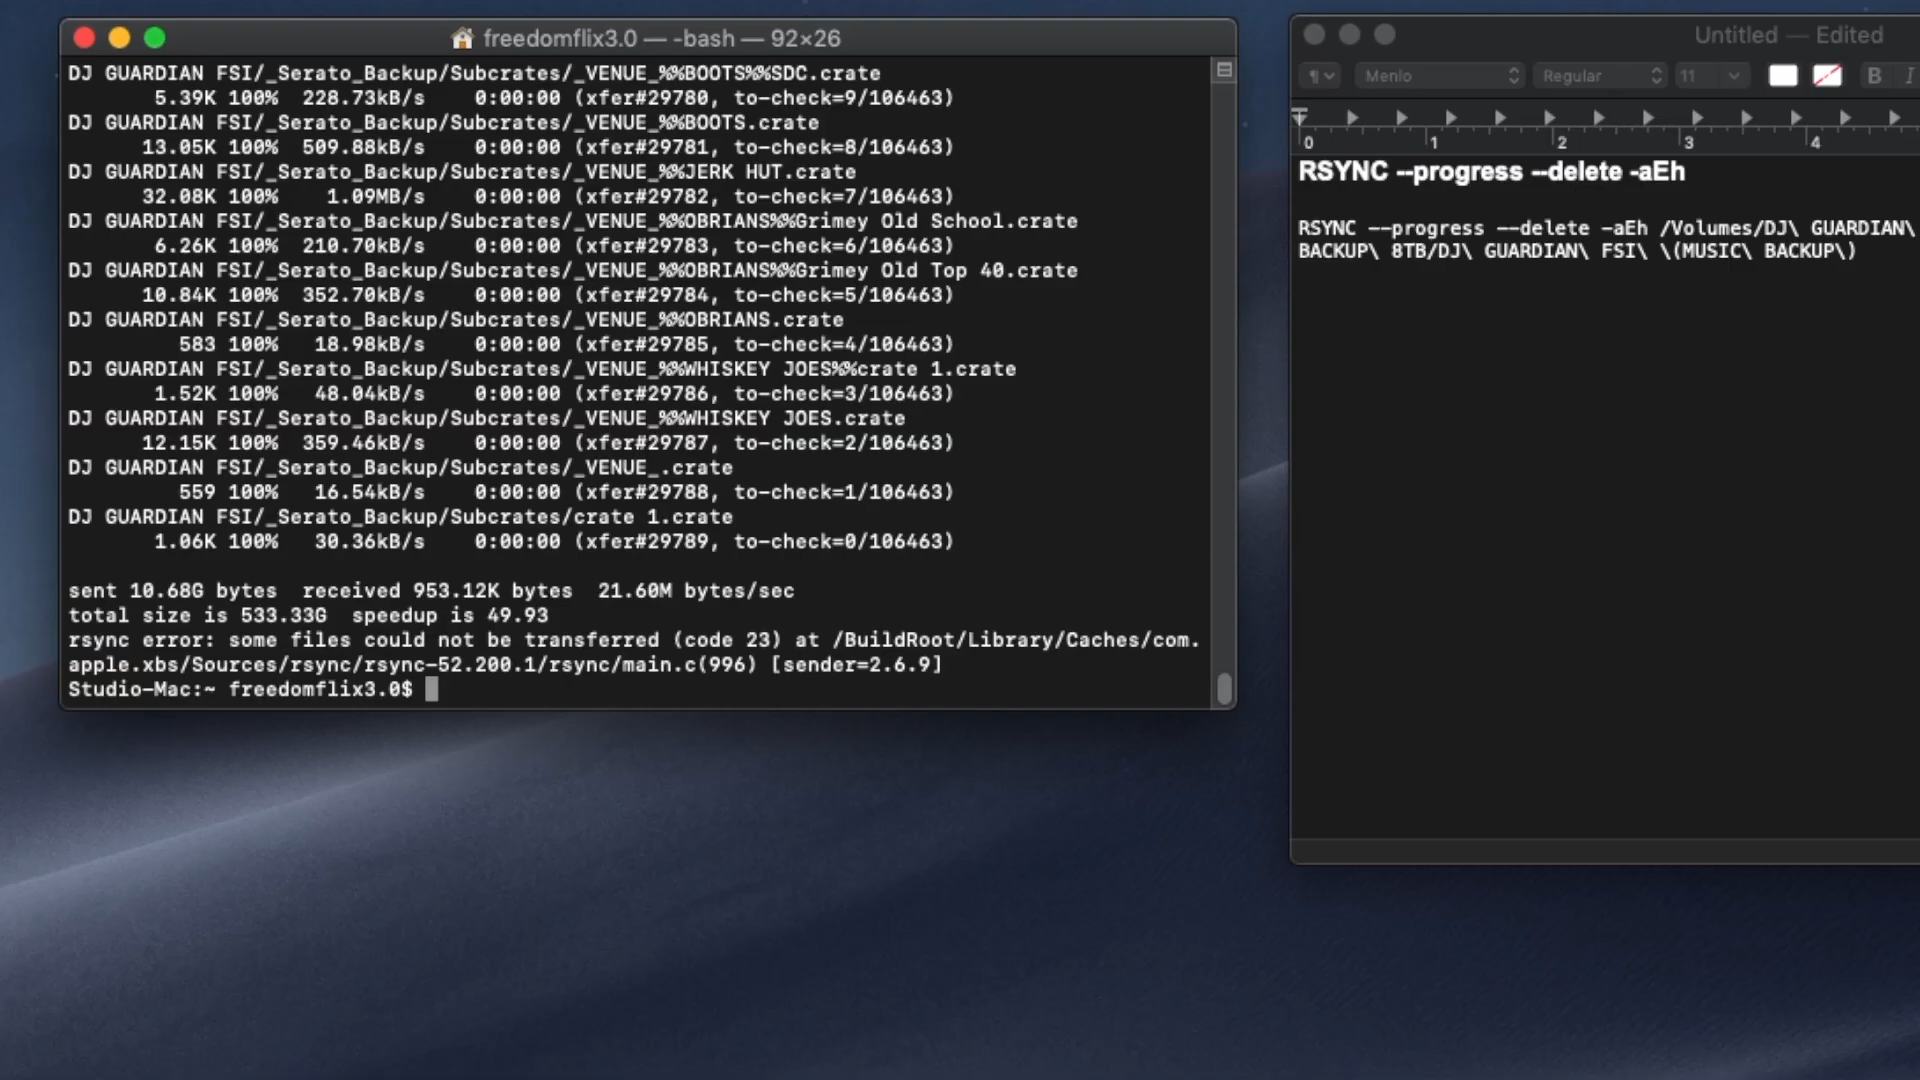 freedomflix3.0 — -bash — 92×26
DJ GUARDIAN FSI/_Serato_Backup/Subcrates/_VENUE_%%BOOTS%%SDC.crate
5.39K 100% 228.73kB/s 0:00:00 (xfer#29780, to-check=9/106463)
DJ GUARDIAN FSI/_Serato_Backup/Subcrates/_VENUE_%%BOOTS.crate
13.05K 100% 509.88kB/s 0:00:00 (xfer#29781, to-check=8/106463)
DJ GUARDIAN FSI/_Serato_Backup/Subcrates/_VENUE_%%JERK HUT.crate
32.08K 100% 1.09MB/s 0:00:00 (xfer#29782, to-check=7/106463)
DJ GUARDIAN FSI/_Serato_Backup/Subcrates/_VENUE_%%OBRIANS%%Grimey Old School.crate
6.26K 100% 210.70kB/s 0:00:00 (xfer#29783, to-check=6/106463)
DJ GUARDIAN FSI/_Serato_Backup/Subcrates/_VENUE_%%OBRIANS%%Grimey Old Top 40.crate
10.84K 100% 352.70kB/s 0:00:00 (xfer#29784, to-check=5/106463)
DJ GUARDIAN FSI/_Serato_Backup/Subcrates/_VENUE_%%OBRIANS.crate
583 100% 18.98kB/s 0:00:00 (xfer#29785, to-check=4/106463)
DJ GUARDIAN FSI/_Serato_Backup/Subcrates/_VENUE_%%WHISKEY JOES%%crate 1.crate
1.52K 100% 48.04kB/s 0:00:00 (xfer#29786, to-check=3/106463)
DJ GUARDIAN FSI/_Serato_Backup/Subcrates/_VENUE_%%WHISKEY JOES.crate
12.15K 100% 359.46kB/s 0:00:00 (xfer#29787, to-check=2/106463)
DJ GUARDIAN FSI/_Serato_Backup/Subcrates/_VENUE_.crate
559 100% 16.54kB/s 0:00:00 (xfer#29788, to-check=1/106463)
DJ GUARDIAN FSI/_Serato_Backup/Subcrates/crate 1.crate
1.06K 100% 30.36kB/s 0:00:00 (xfer#29789, to-check=0/106463)
sent 10.68G bytes received 953.12K bytes 21.60M bytes/sec
total size is 533.33G speedup is 49.93
rsync error: some files could not be transferred (code 23) at /BuildRoot/Library/Caches/com.
apple.xbs/Sources/rsync/rsync-52.200.1/rsync/main.c(996) [sender=2.6.9]
Studio-Mac:~ freedomflix3.0$
Untitled — Edited
¶ Menlo Regular 11 B I
0 1 2 3 4
RSYNC --progress --delete -aEh
RSYNC --progress --delete -aEh /Volumes/DJ\ GUARDIAN\
BACKUP\ 8TB/DJ\ GUARDIAN\ FSI\ \(MUSIC\ BACKUP\)